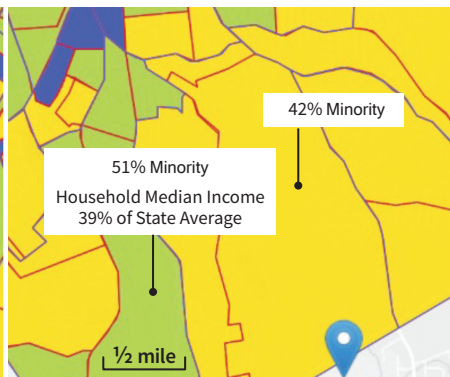 42% Minority
51% Minority
Household Median Income
39% of State Average
½ mile